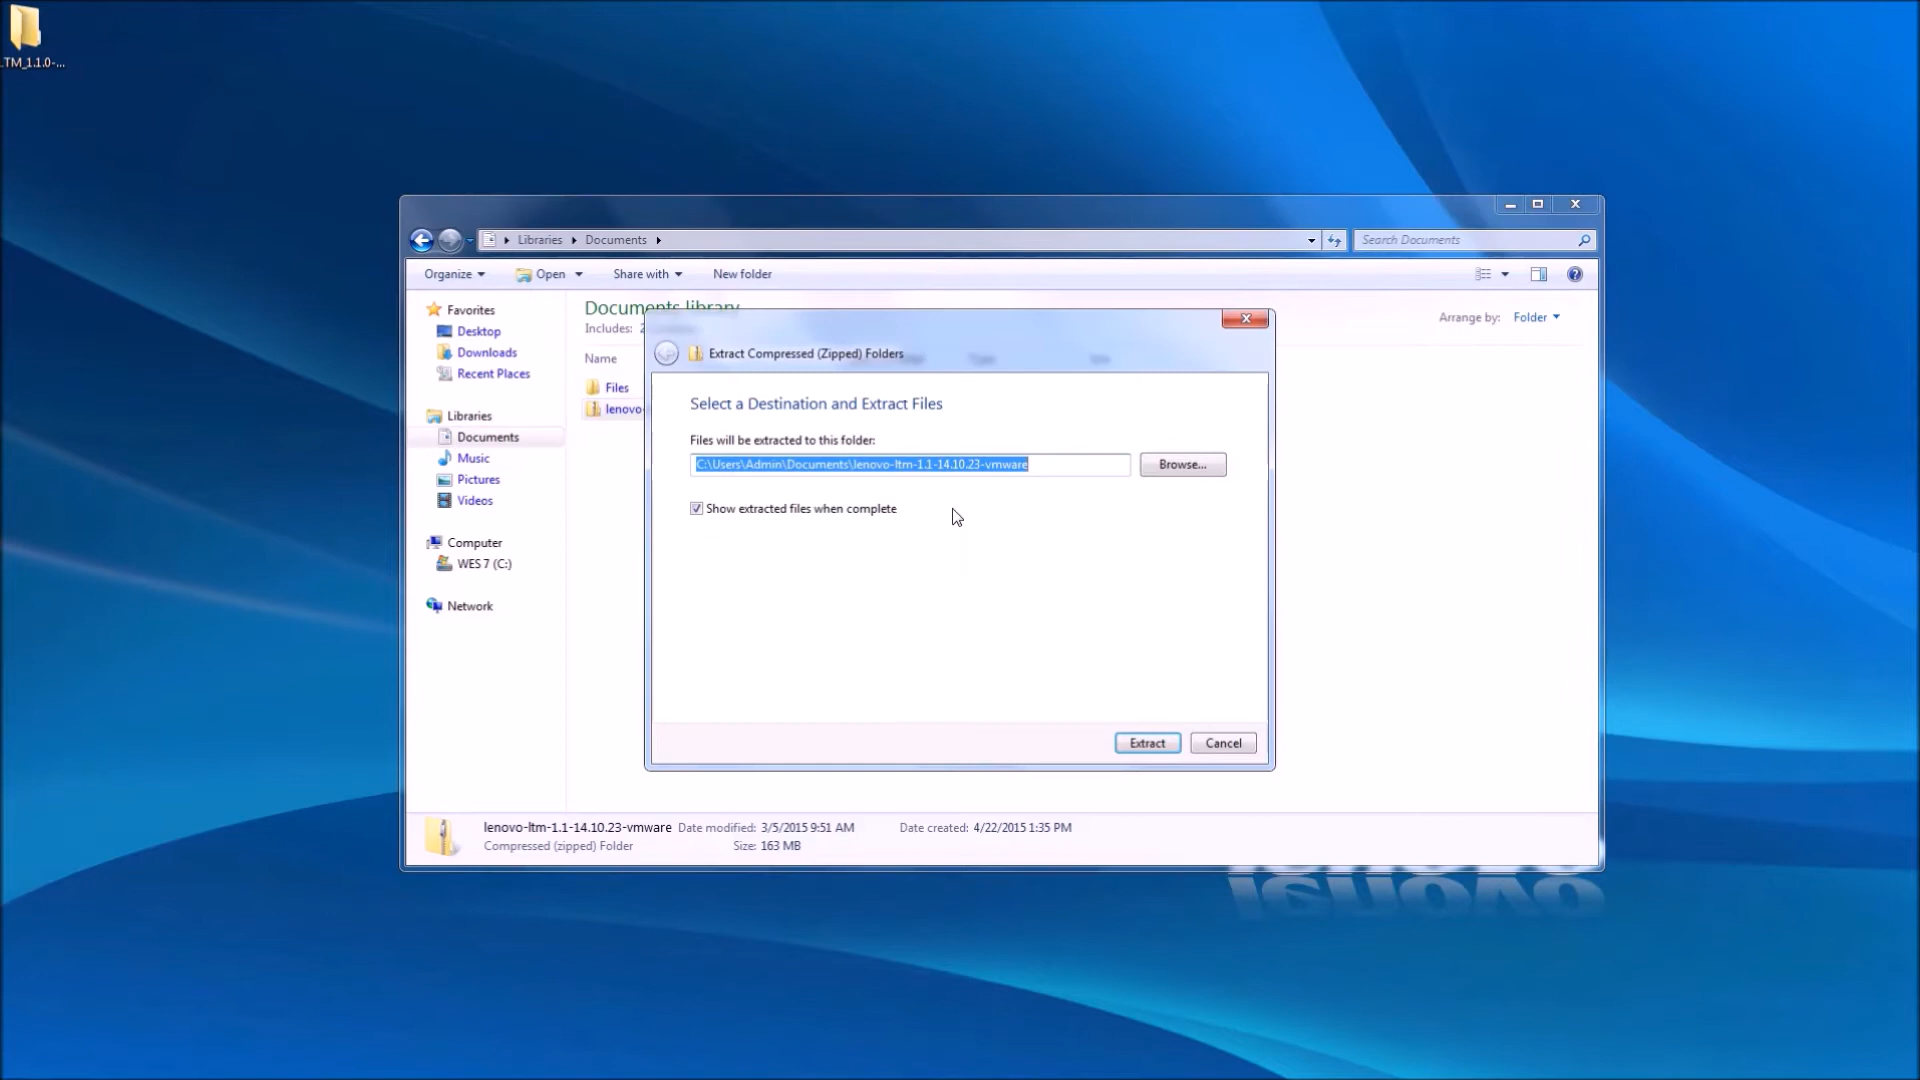 .TM_1.1.0-...
Libraries
Documents
Search Documents
Organize
Open
Share with
New folder
Favorites
Desktop
Downloads
Recent Places
Libraries
Documents
Music
Pictures
Videos
Computer
WES 7 (C:)
Network
Documents library
Includes: 2
Arrange by: Folder
Name
Files
lenovo-
Extract Compressed (Zipped) Folders
Select a Destination and Extract Files
Files will be extracted to this folder:
C:\Users\Admin\Documents\lenovo-ltm-1.1-14.10.23-vmware
Browse...
Show extracted files when complete
Extract
Cancel
lenovo-ltm-1.1-14.10.23-vmware Date modified: 3/5/2015 9:51 AM Date created: 4/22/2015 1:35 PM
Compressed (zipped) Folder Size: 163 MB